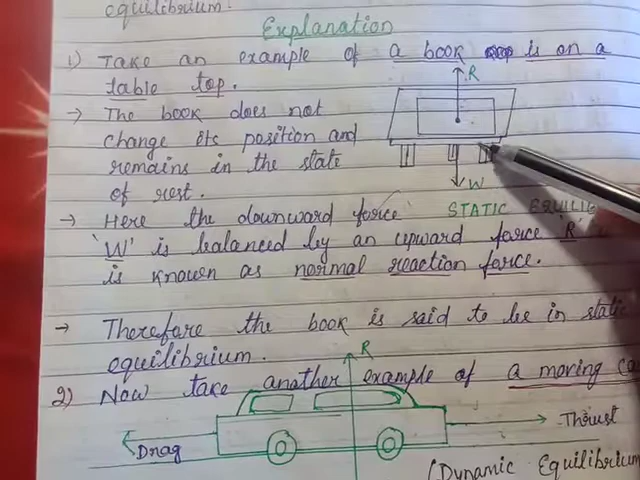 equilibrium.
Explanation
1) Take an example of a book is on a
table top.
R
→ The book does not
change its position and
remains in the state
of rest.
W
→ Here the downward force
STATIC
'W' is balanced by an upward force 'R'
is known as normal reaction force.
→ Therefore the book is said to be in static
equilibrium.
R
2) Now take another example of a moving
Thrust
Drag
(Dynamic Equilibrium